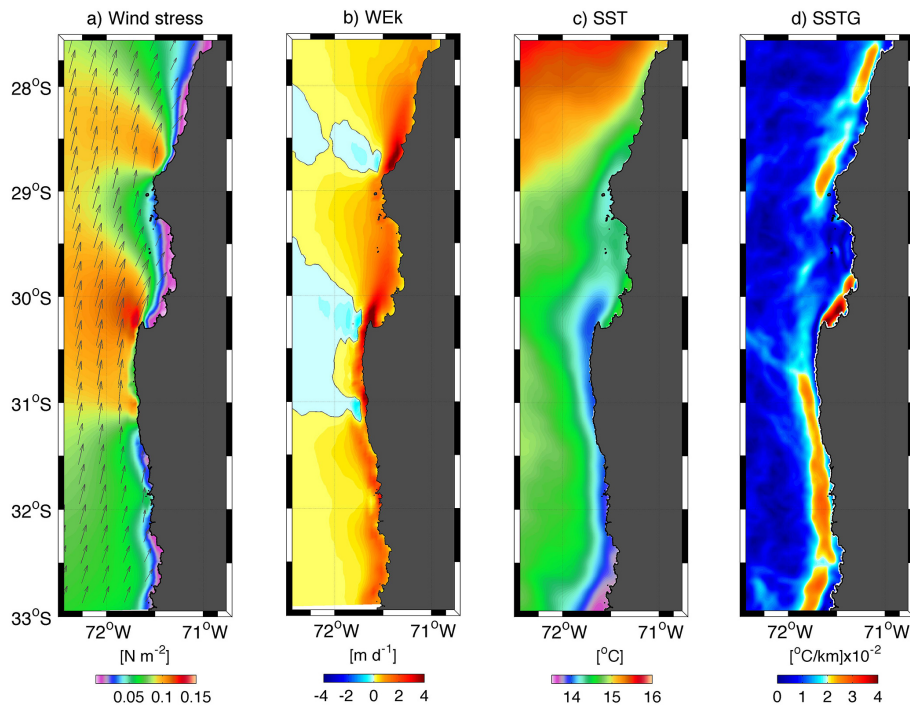 a) Wind stress
b) WEk
c) SST
d) SSTG
28°S
29°S
30°S
31°S
32°S
33°S
72°W 71°W
72°W 71°W
72°W 71°W
72°W 71°W
[N m⁻²]
[m d⁻¹]
[°C]
[°C/km]x10⁻²
0.05 0.1 0.15
-4 -2 0 2 4
14 15 16
0 1 2 3 4